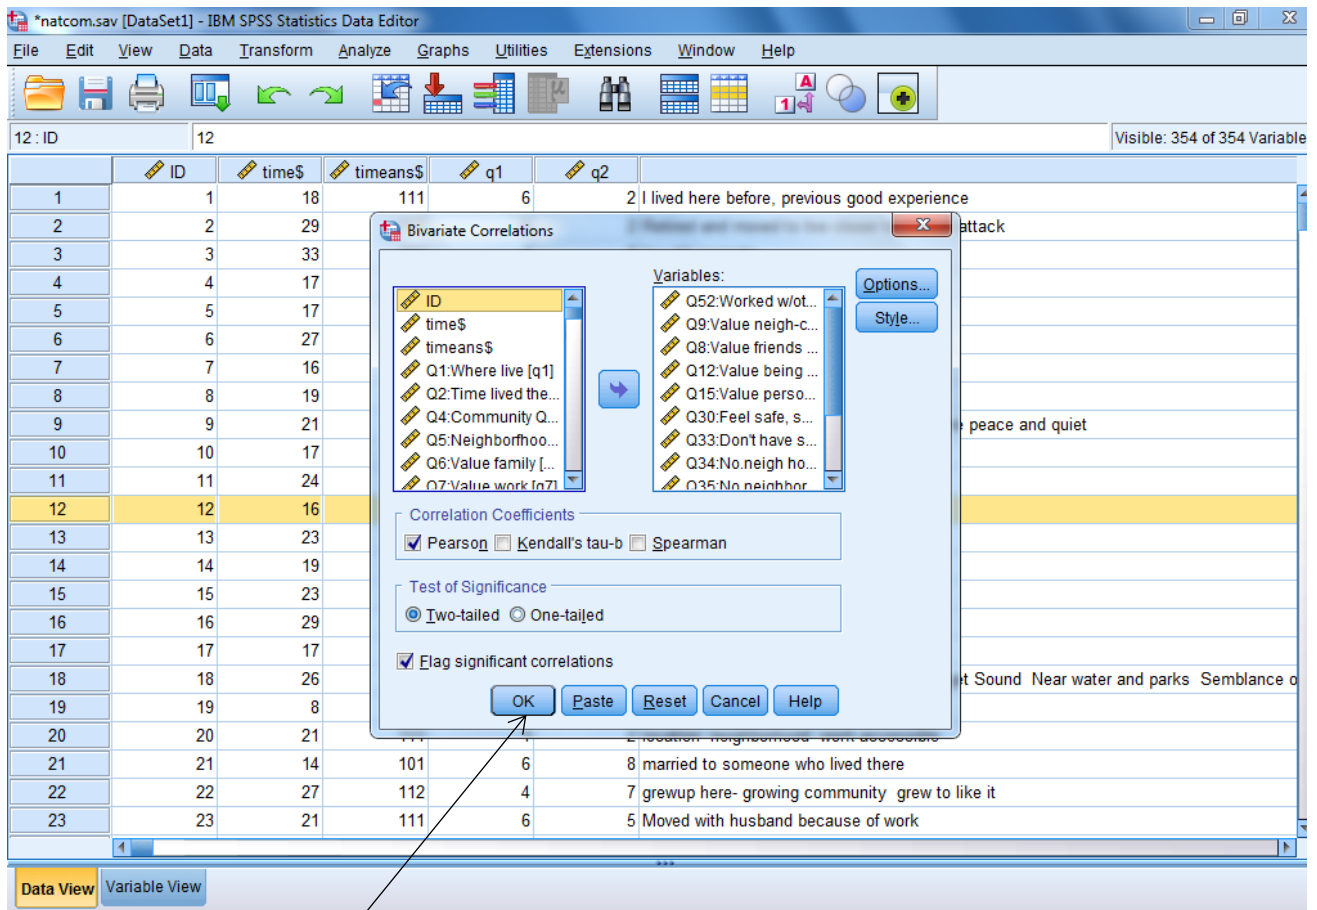 *natcom.sav [DataSet1] - IBM SPSS Statistics Data Editor
File Edit View Data Transform Analyze Graphs Utilities Extensions Window Help
12 : ID 12 Visible: 354 of 354 Variable
ID time$ timeans$ q1 q2
1 1 18 111 6 2 I lived here before, previous good experience
2 2 29 attack
3 3 33
4 4 17
5 5 17
6 6 27
7 7 16
8 8 19
9 9 21 peace and quiet
10 10 17
11 11 24
12 12 16
13 13 23
14 14 19
15 15 23
16 16 29
17 17 17
18 18 26 Sound Near water and parks Semblance o
19 19 8
20 20 21
21 21 14 101 6 8 married to someone who lived there
22 22 27 112 4 7 grewup here- growing community grew to like it
23 23 21 111 6 5 Moved with husband because of work
Data View Variable View
Bivariate Correlations
Variables:
ID
time$
timeans$
Q1:Where live [q1]
Q2:Time lived the...
Q4:Community Q...
Q5:Neighborfhoo...
Q6:Value family [...
Q7:Value work [q7]
Q52:Worked w/ot...
Q9:Value neigh-c...
Q8:Value friends ...
Q12:Value being ...
Q15:Value perso...
Q30:Feel safe, s...
Q33:Don't have s...
Q34:No.neigh ho...
Q35:No neighbor
Options...
Style...
Correlation Coefficients
Pearson Kendall's tau-b Spearman
Test of Significance
Two-tailed One-tailed
Flag significant correlations
OK Paste Reset Cancel Help